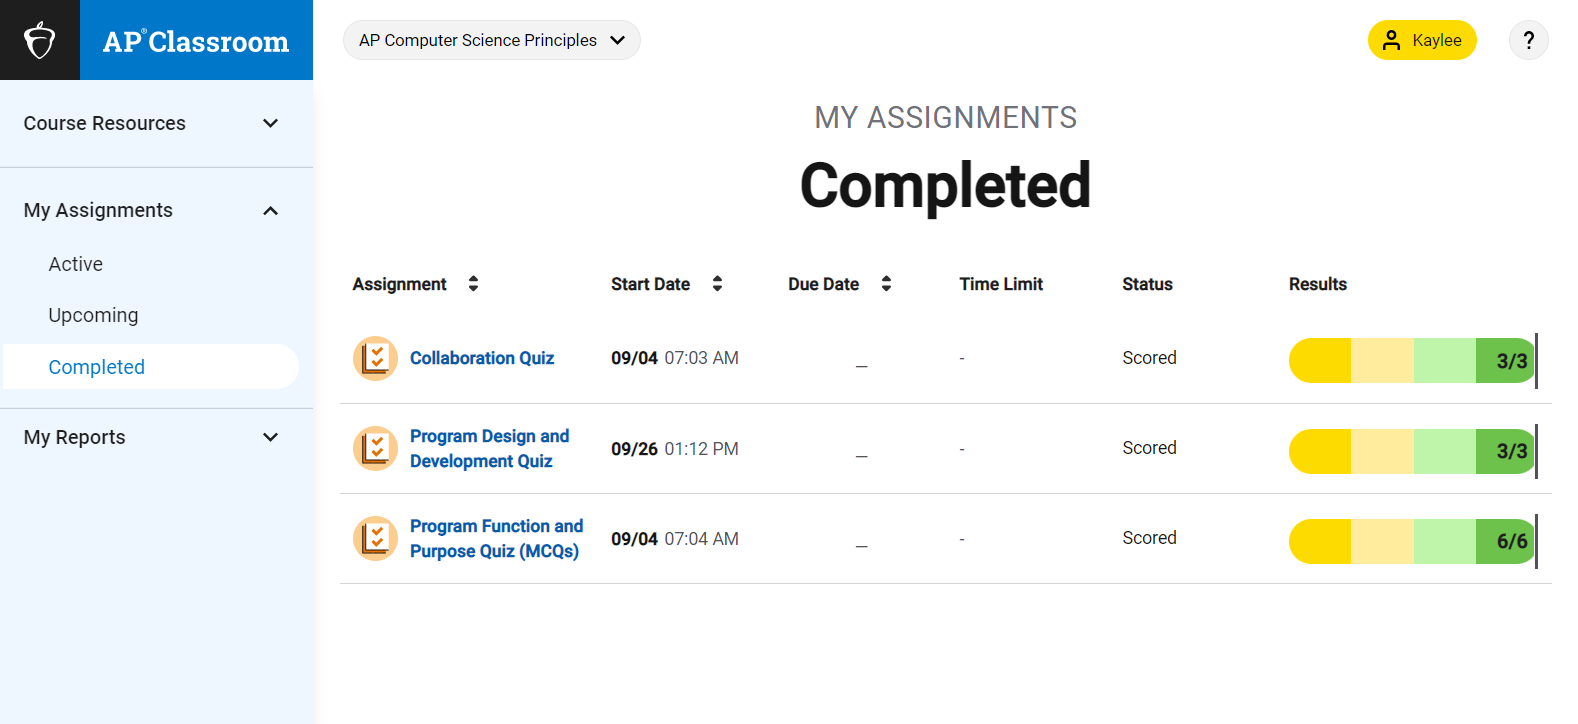 AP® Classroom
AP Computer Science Principles
Kaylee
?
Course Resources
My Assignments
Active
Upcoming
Completed
My Reports
MY ASSIGNMENTS
Completed
Assignment Start Date Due Date Time Limit Status Results
Collaboration Quiz 09/04 07:03 AM _ - Scored 3/3
Program Design and
Development Quiz 09/26 01:12 PM _ - Scored 3/3
Program Function and
Purpose Quiz (MCQs) 09/04 07:04 AM _ - Scored 6/6